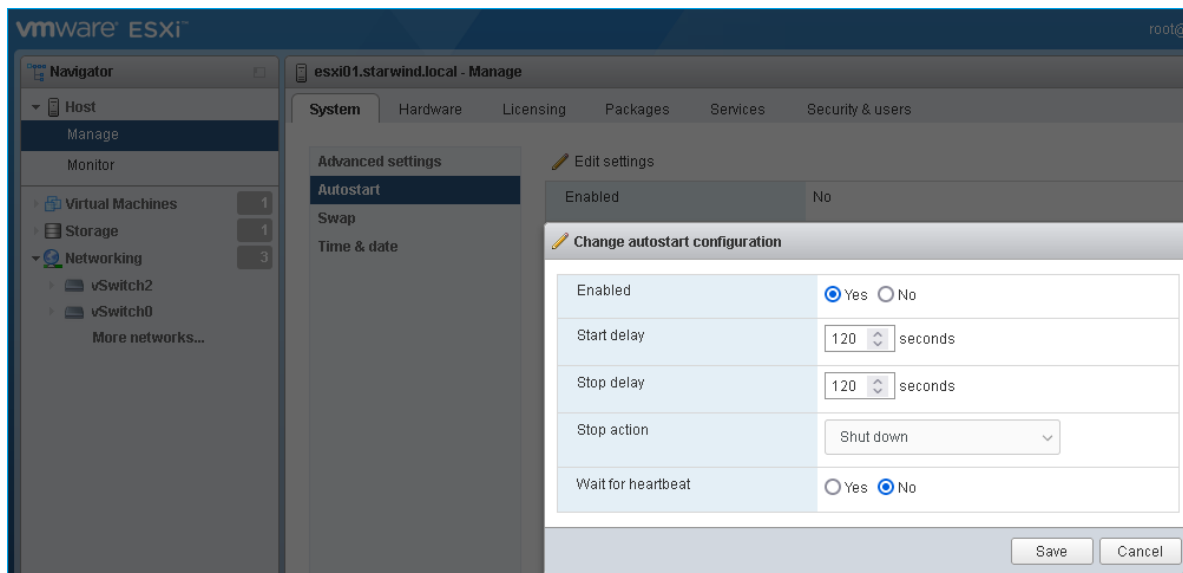 vmware ESXi™
root@
Navigator
Host
Manage
Monitor
Virtual Machines 1
Storage 1
Networking 3
vSwitch2
vSwitch0
More networks...
esxi01.starwind.local - Manage
System Hardware Licensing Packages Services Security & users
Advanced settings
Autostart
Swap
Time & date
Edit settings
Enabled No
Change autostart configuration
Enabled Yes No
Start delay 120 seconds
Stop delay 120 seconds
Stop action Shut down
Wait for heartbeat Yes No
Save Cancel